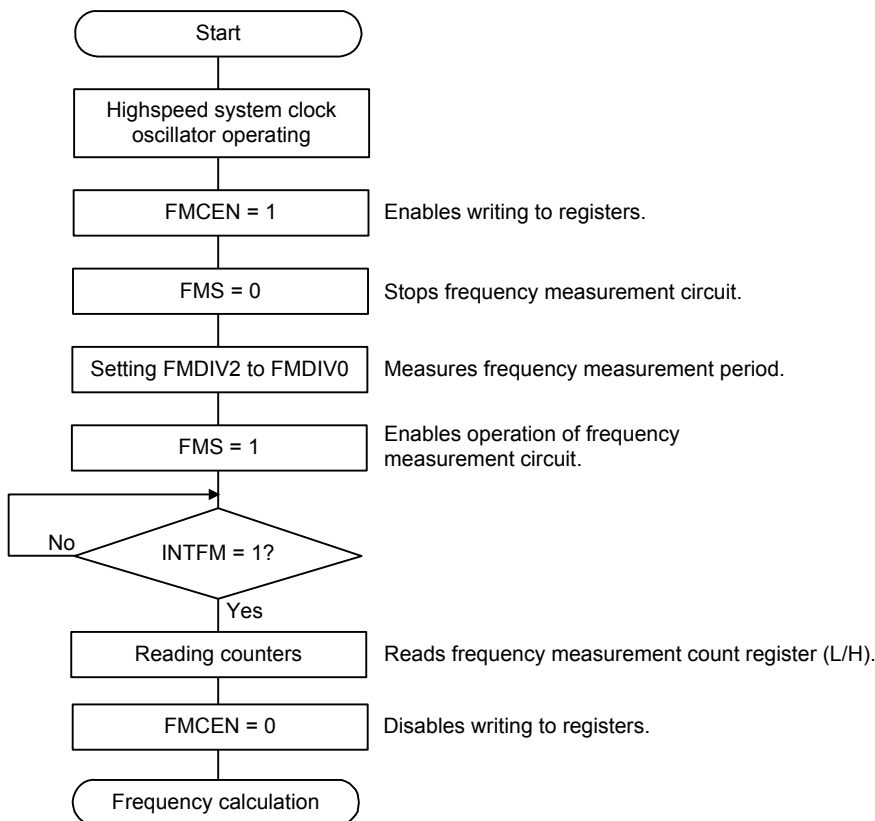 Start
Highspeed system clock
oscillator operating
FMCEN = 1
Enables writing to registers.
FMS = 0
Stops frequency measurement circuit.
Setting FMDIV2 to FMDIV0
Measures frequency measurement period.
FMS = 1
Enables operation of frequency
measurement circuit.
No
INTFM = 1?
Yes
Reading counters
Reads frequency measurement count register (L/H).
FMCEN = 0
Disables writing to registers.
Frequency calculation